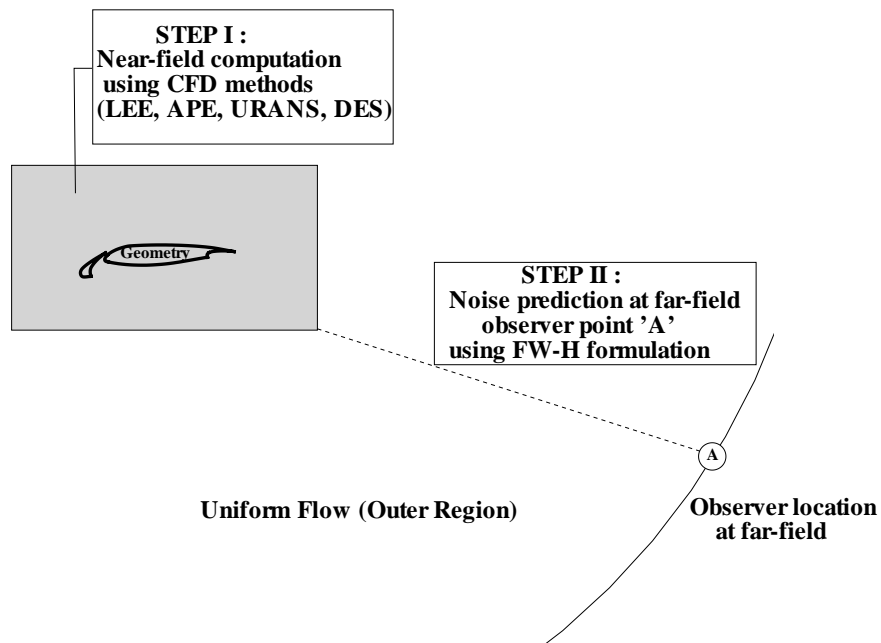 STEP I :
Near-field computation
using CFD methods
(LEE, APE, URANS, DES)
Geometry
STEP II :
Noise prediction at far-field
observer point ’A’
using FW-H formulation
A
Uniform Flow (Outer Region)
Observer location
at far-field